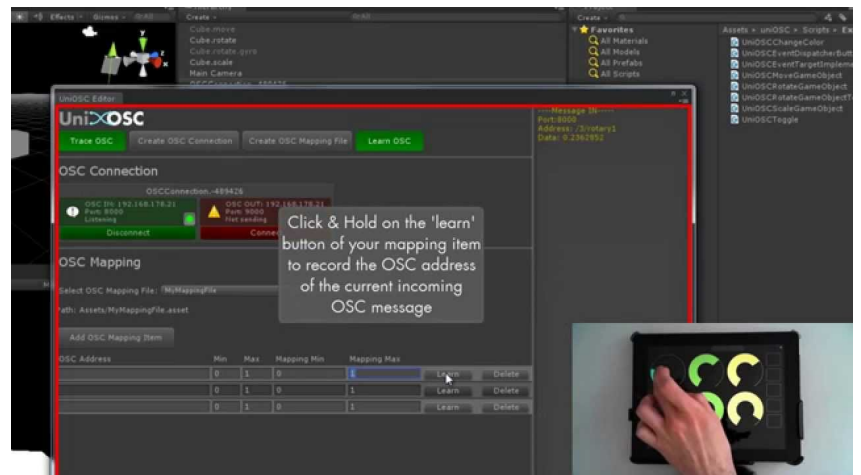 Effects
Gizmos
Create
Cube.move
Cube.rotate
Cube.rotate.gyro
Cube.scale
Main Camera
OSCConnection.-489426
Create
Favorites
All Materials
All Models
All Prefabs
All Scripts
UniOSCChangeColor
UniOSCEventDispatcherButt
UniOSCEventTargetImpleme
UniOSCMoveGameObject
UniOSCRotateGameObject
UniOSCRotateGameObjectT
UniOSCScaleGameObject
UniOSCToggle
UniOSC Editor
UniOSC
Trace OSC
Create OSC Connection
Create OSC Mapping File
Learn OSC
----Message IN----
Port:8000
Address: /3/rotary1
Data: 0.2362952
OSC Connection
OSCConnection.-489426
OSC IN: 192.168.178.21
Port: 8000
Listening
Disconnect
OSC OUT: 192.168.178.21
Port: 9000
Not sending
Click & Hold on the 'learn'
button of your mapping item
to record the OSC address
of the current incoming
OSC message
OSC Mapping
Select OSC Mapping File: MyMappingFile
Path: Assets/MyMappingFile.asset
Add OSC Mapping Item
OSC Address Min Max Mapping Min Mapping Max
0 1 0 1 Learn Delete
0 1 0 1 Learn Delete
0 1 0 1 Learn Delete